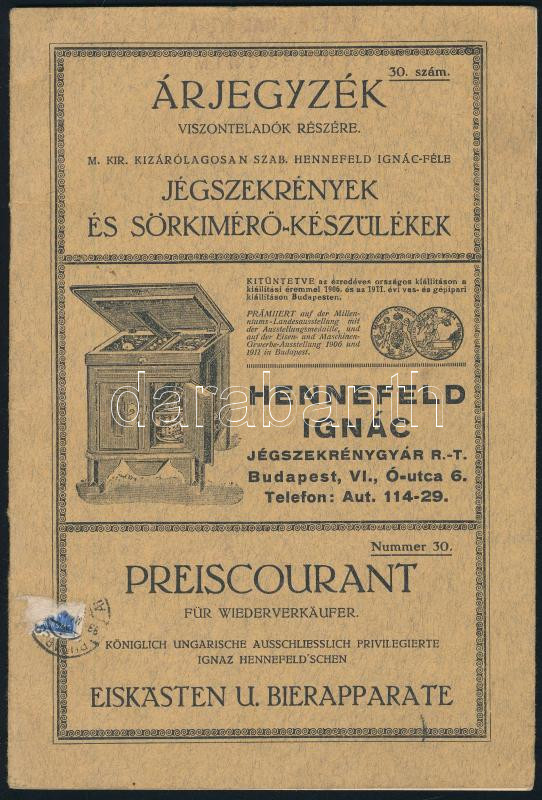 30. szám.
ÁRJEGYZÉK
VISZONTELADÓK RÉSZÉRE.
M. KIR. KIZÁRÓLAGOSAN SZAB. HENNEFELD IGNÁC-FÉLE
JÉGSZEKRÉNYEK
ÉS SÖRKIMÉRŐ-KÉSZÜLÉKEK
KITÜNTETVE az ezredéves országos kiállitáson a
kiállitási éremmel 1906. és az 1911. évi vas- és gépipari
kiállitáson Budapesten.
PRÄMIIERT auf der Millen-
niums-Landesausstellung mit
der Ausstellungsmedaille, und
auf der Eisen- und Maschinen-
Gewerbe-Ausstellung 1906 und
1911 in Budapest.
darabanth
HENNEFELD
IGNÁC
JÉGSZEKRÉNYGYÁR R.-T.
Budapest, VI., Ó-utca 6.
Telefon: Aut. 114-29.
Nummer 30.
PREISCOURANT
FÜR WIEDERVERKÄUFER.
KÖNIGLICH UNGARISCHE AUSSCHLIESSLICH PRIVILEGIERTE
IGNAZ HENNEFELD'SCHEN
EISKÄSTEN U. BIERAPPARATE